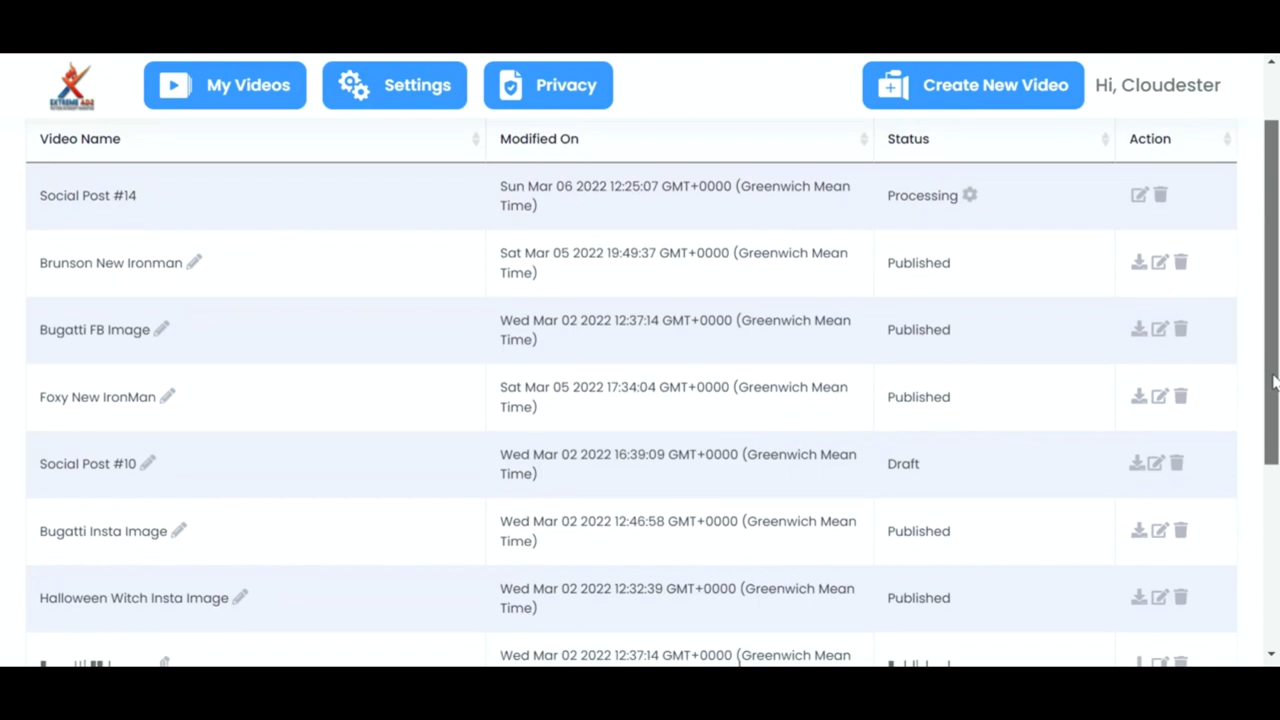 EXTREME ADZ
My Videos
Settings
Privacy
Create New Video
Hi, Cloudester
Video Name
Modified On
Status
Action
Social Post #14
Sun Mar 06 2022 12:25:07 GMT+0000 (Greenwich Mean
Time)
Processing
Brunson New Ironman
Sat Mar 05 2022 19:49:37 GMT+0000 (Greenwich Mean
Time)
Published
Bugatti FB Image
Wed Mar 02 2022 12:37:14 GMT+0000 (Greenwich Mean
Time)
Published
Foxy New IronMan
Sat Mar 05 2022 17:34:04 GMT+0000 (Greenwich Mean
Time)
Published
Social Post #10
Wed Mar 02 2022 16:39:09 GMT+0000 (Greenwich Mean
Time)
Draft
Bugatti Insta Image
Wed Mar 02 2022 12:46:58 GMT+0000 (Greenwich Mean
Time)
Published
Halloween Witch Insta Image
Wed Mar 02 2022 12:32:39 GMT+0000 (Greenwich Mean
Time)
Published
Wed Mar 02 2022 12:37:14 GMT+0000 (Greenwich Mean